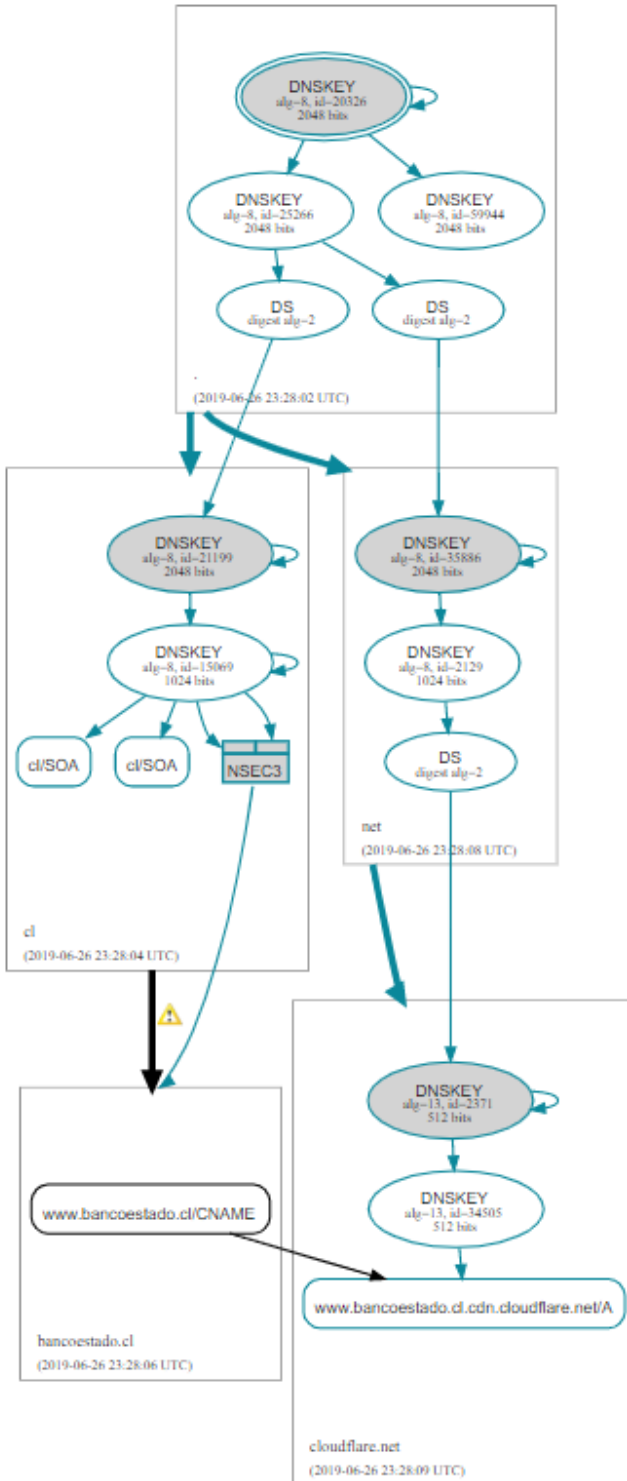 DNSKEY
alg–8, id–20326
2048 bits
DNSKEY
alg–8, id–25266
2048 bits
DNSKEY
alg–8, id–59944
2048 bits
DS
digest alg–2
DS
digest alg–2
.
(2019-06-26 23:28:02 UTC)
DNSKEY
alg–8, id–21199
2048 bits
DNSKEY
alg–8, id–35886
2048 bits
DNSKEY
alg–8, id–15069
1024 bits
DNSKEY
alg–8, id–2129
1024 bits
cl/SOA
cl/SOA
NSEC3
DS
digest alg–2
net
(2019-06-26 23:28:08 UTC)
cl
(2019-06-26 23:28:04 UTC)
DNSKEY
alg–13, id–2371
512 bits
www.bancoestado.cl/CNAME
DNSKEY
alg–13, id–34505
512 bits
www.bancoestado.cl.cdn.cloudflare.net/A
bancoestado.cl
(2019-06-26 23:28:06 UTC)
cloudflare.net
(2019-06-26 23:28:09 UTC)